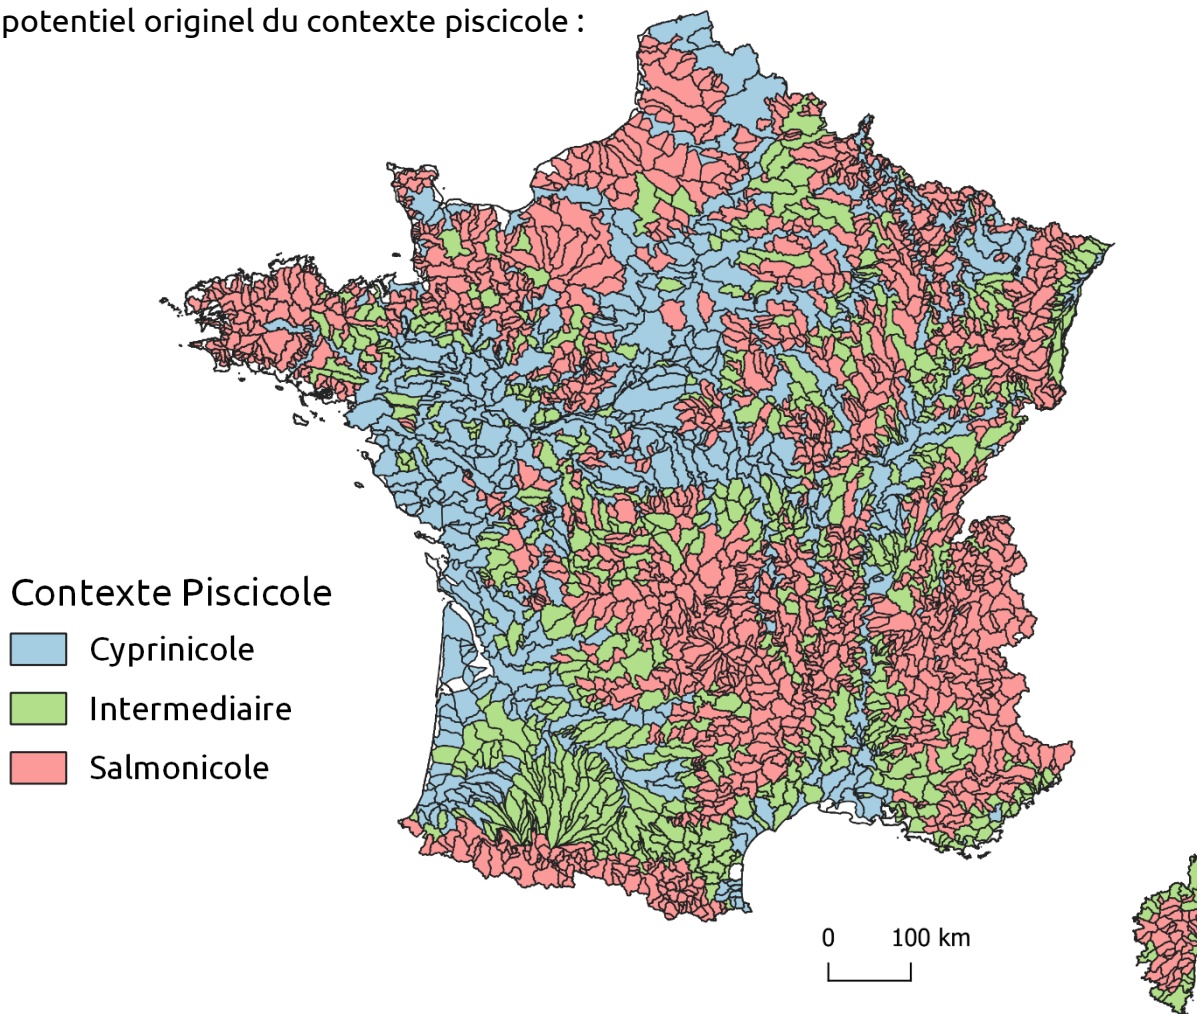 potentiel originel du contexte piscicole :
Contexte Piscicole
Cyprinicole
Intermediaire
Salmonicole
0 100 km